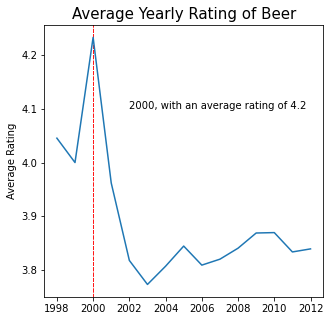 Average Yearly Rating of Beer
Average Rating
4.2
4.1
4.0
3.9
3.8
2000, with an average rating of 4.2
1998 2000 2002 2004 2006 2008 2010 2012